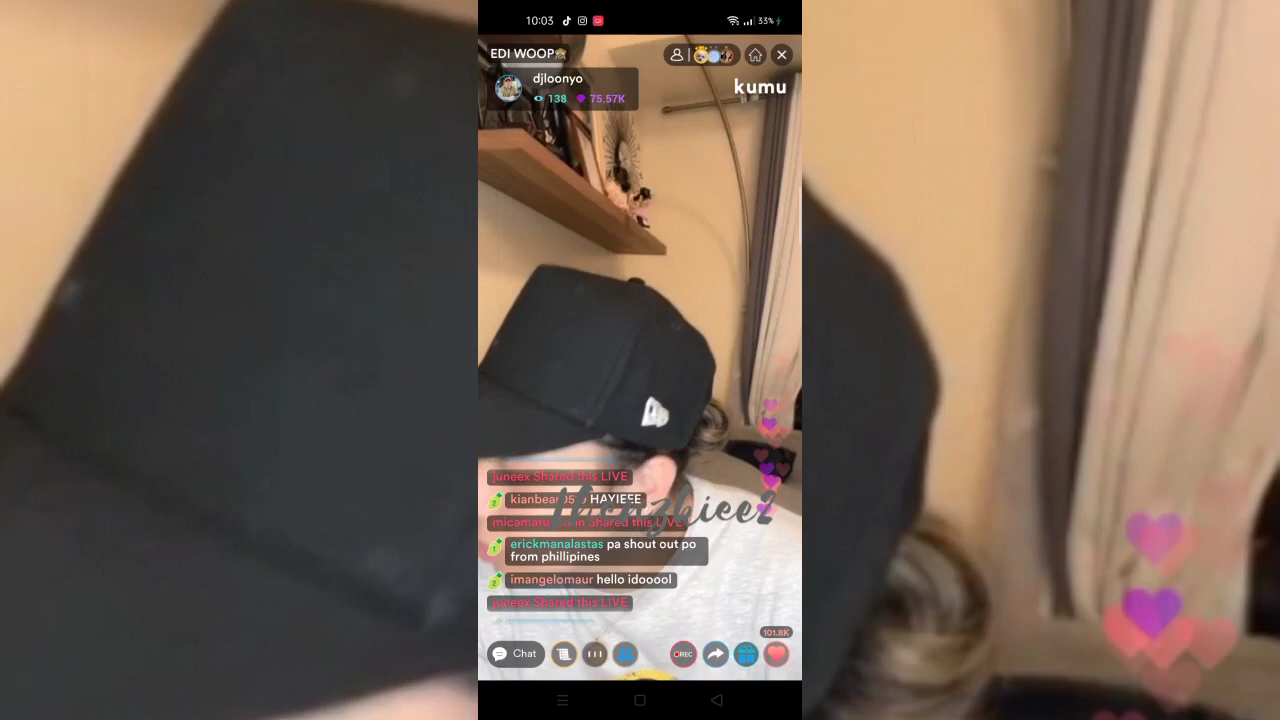 10:03
33%
EDI WOOP
djloonyo
138
75.57K
kumu
juneex Shared this LIVE
HAYIEEE
Shared this LIVE
erickmanalastas pa shout out po
from phillipines
imangelomaur hello idooool
juneex Shared this LIVE
101.8K
Chat
REC